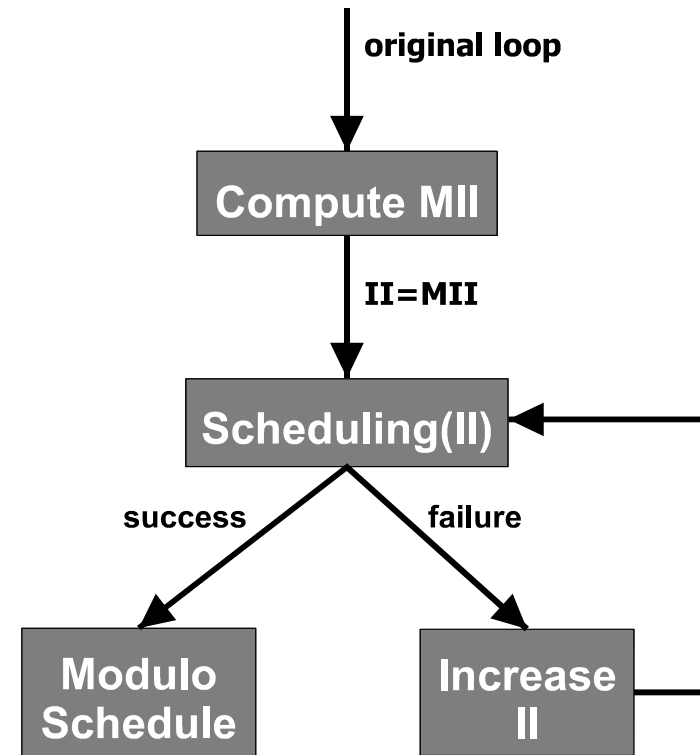 original loop
Compute MII
II=MII
Scheduling(II)
success
failure
Modulo
Schedule
Increase
II